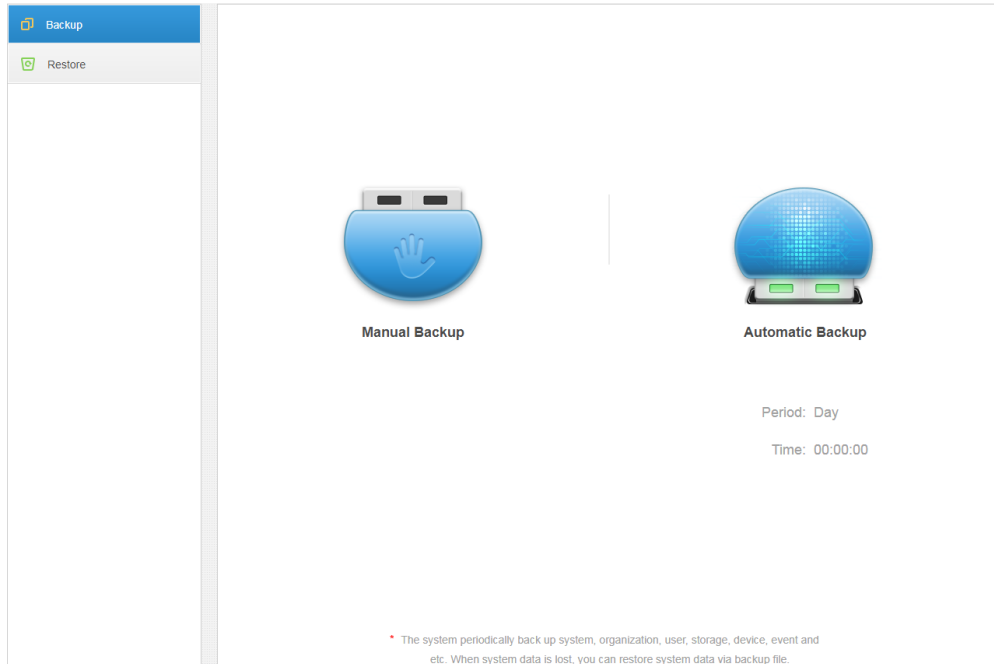 Backup
Restore
Manual Backup
Automatic Backup
Period: Day
Time: 00:00:00
* The system periodically back up system, organization, user, storage, device, event and
etc. When system data is lost, you can restore system data via backup file.